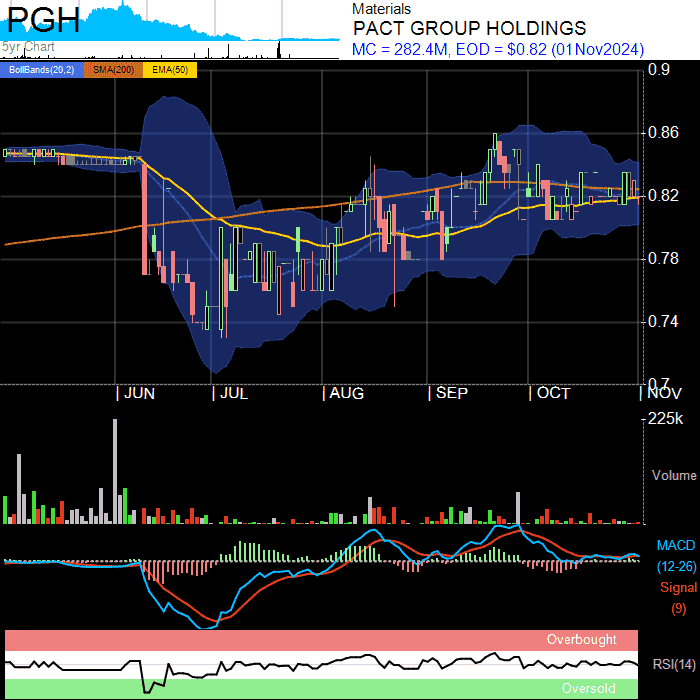 PGH
5yr Chart
Materials
PACT GROUP HOLDINGS
MC = 282.4M, EOD = $0.82 (01Nov2024)
BollBands(20,2) SMA(200) EMA(50)
0.9
0.86
0.82
0.78
0.74
0.7
JUN JUL AUG SEP OCT NOV
225k
Volume
MACD
(12-26)
Signal
(9)
Overbought
RSI(14)
Oversold